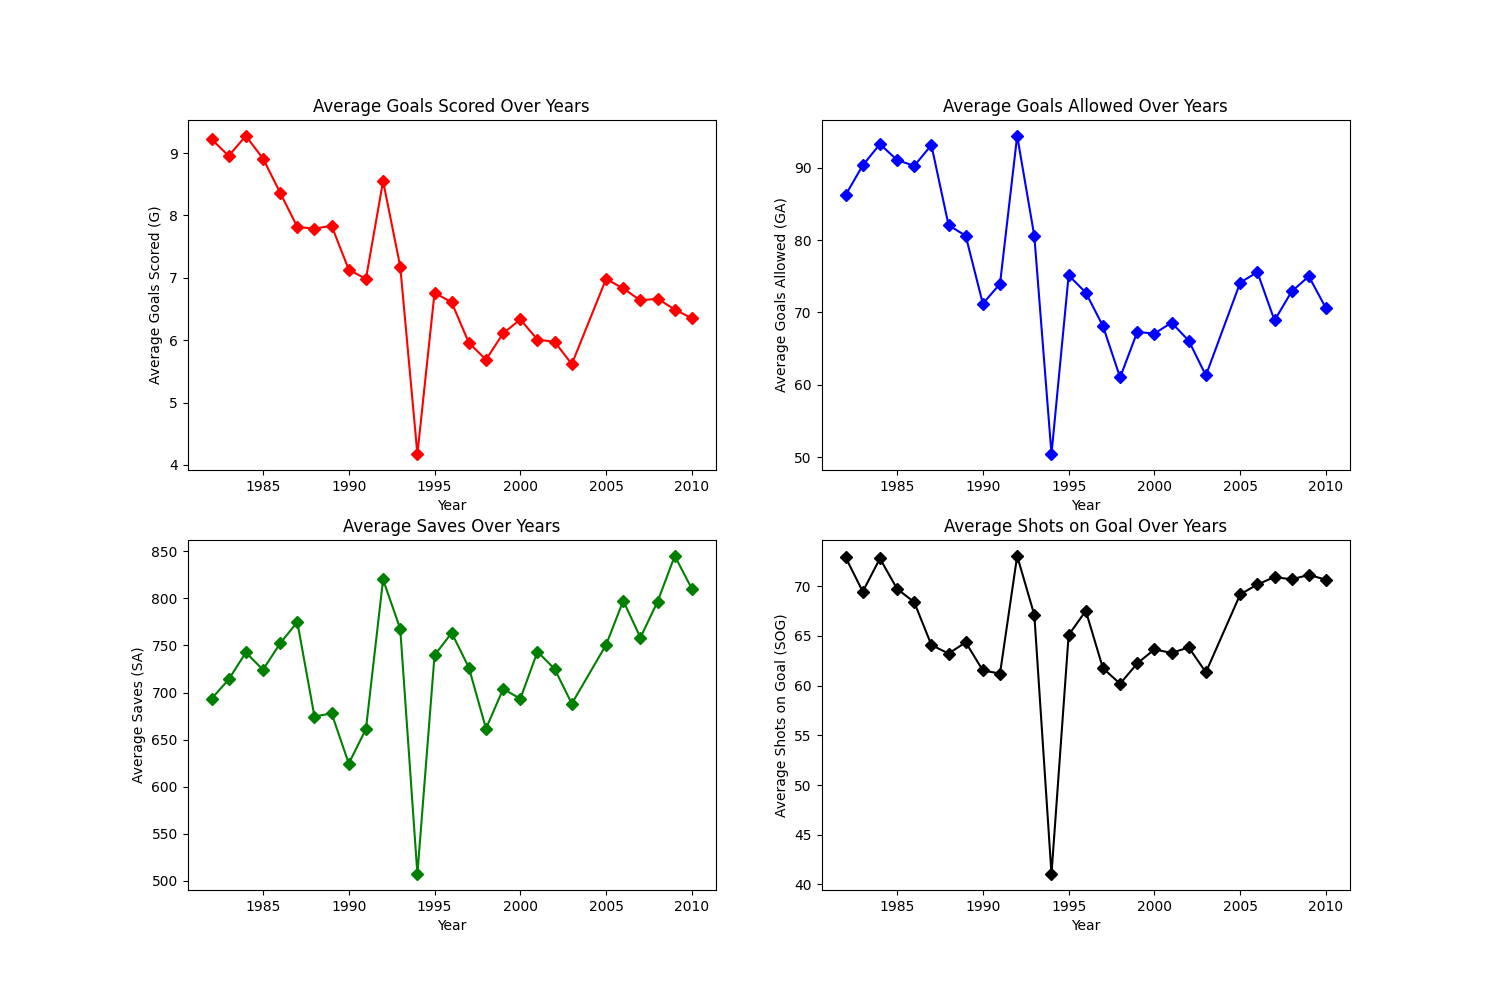 Average Goals Scored Over Years
Average Goals Scored (G)
9
8
7
6
5
4
1985 1990 1995 2000 2005 2010
Year
Average Goals Allowed Over Years
Average Goals Allowed (GA)
90
80
70
60
50
1985 1990 1995 2000 2005 2010
Year
Average Saves Over Years
Average Saves (SA)
850
800
750
700
650
600
550
500
1985 1990 1995 2000 2005 2010
Year
Average Shots on Goal Over Years
Average Shots on Goal (SOG)
70
65
60
55
50
45
40
1985 1990 1995 2000 2005 2010
Year